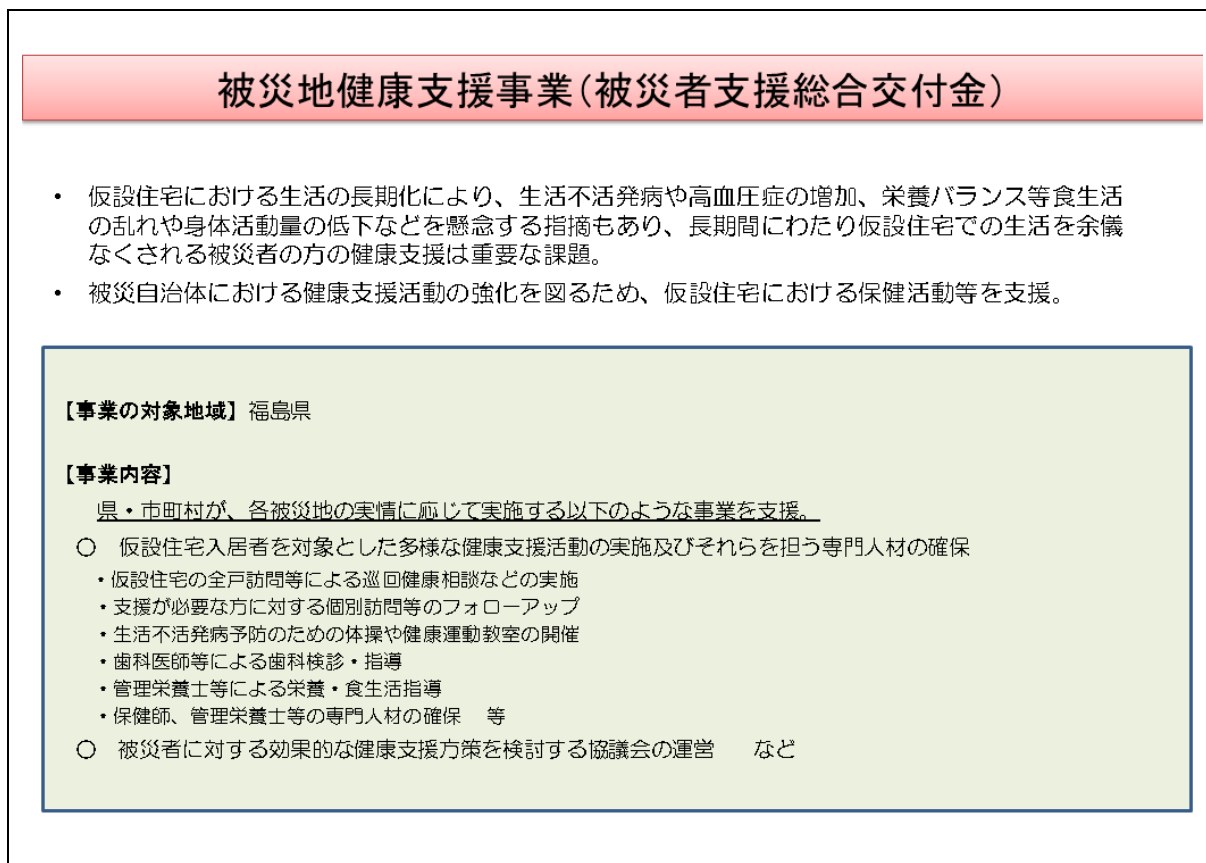 被災地健康支援事業（被災者支援総合交付金）
・ 仮設住宅における生活の長期化により、生活不活発病や高血圧症の増加、栄養バランス等食生活
の乱れや身体活動量の低下などを懸念する指摘もあり、長期間にわたり仮設住宅での生活を余儀
なくされる被災者の方の健康支援は重要な課題。
・ 被災自治体における健康支援活動の強化を図るため、仮設住宅における保健活動等を支援。
【事業の対象地域】福島県
【事業内容】
県・市町村が、各被災地の実情に応じて実施する以下のような事業を支援。
○ 仮設住宅入居者を対象とした多様な健康支援活動の実施及びそれらを担う専門人材の確保
・仮設住宅の全戸訪問等による巡回健康相談などの実施
・支援が必要な方に対する個別訪問等のフォローアップ
・生活不活発病予防のための体操や健康運動教室の開催
・歯科医師等による歯科検診・指導
・管理栄養士等による栄養・食生活指導
・保健師、管理栄養士等の専門人材の確保 等
○ 被災者に対する効果的な健康支援方策を検討する協議会の運営 など